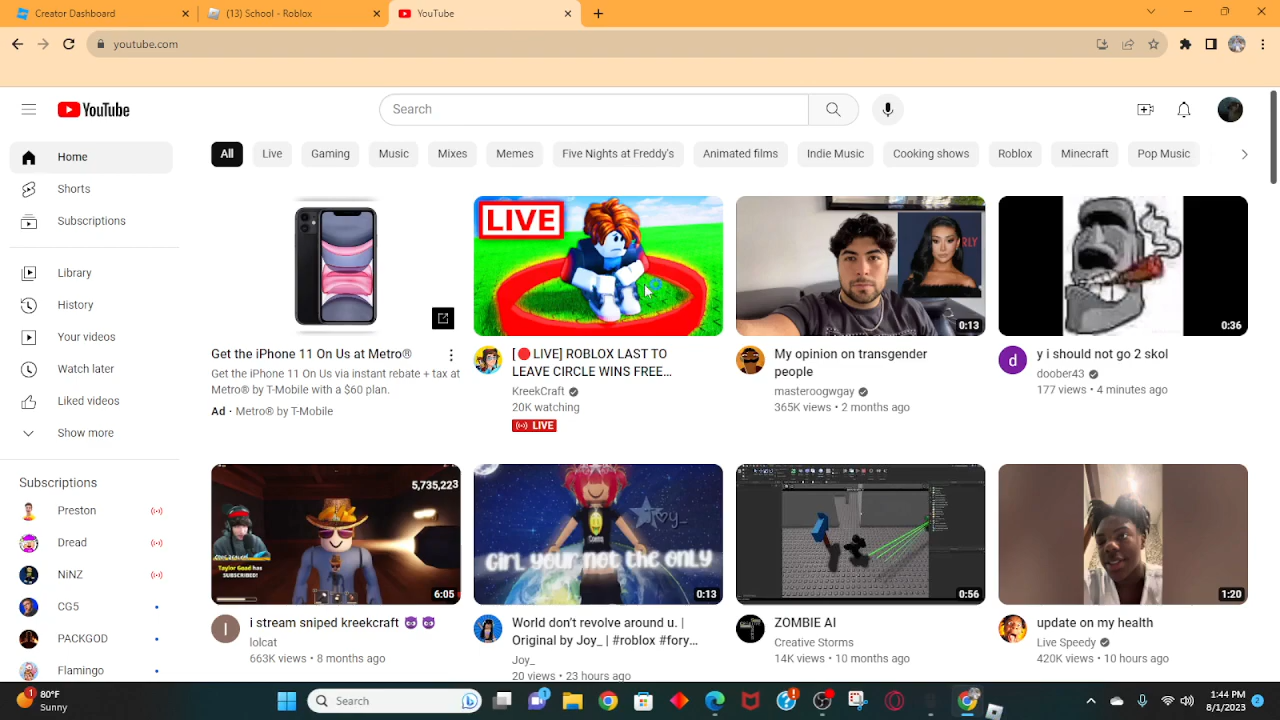 Creator Dashboard
(13) School - Roblox
YouTube
youtube.com
YouTube
Search
Home
Shorts
Subscriptions
Library
History
Your videos
Watch later
Liked videos
Show more
Subscriptions
Preston
Dread
NiNZ
CG5
PACKGOD
Flamingo
All
Live
Gaming
Music
Mixes
Memes
Five Nights at Freddy's
Animated films
Indie Music
Cooking shows
Roblox
Minecraft
Pop Music
Get the iPhone 11 On Us at Metro®
Get the iPhone 11 On Us via instant rebate + tax at
Metro® by T-Mobile with a $60 plan.
Ad · Metro® by T-Mobile
LIVE
[🔴LIVE] ROBLOX LAST TO
LEAVE CIRCLE WINS FREE…
KreekCraft
20K watching
LIVE
0:13
My opinion on transgender
people
masteroogwgay
365K views • 2 months ago
0:36
d
y i should not go 2 skol
doober43
177 views • 4 minutes ago
5,735,223
Taylor Gaad has
SUBSCRIBED!
6:05
I
i stream sniped kreekcraft 😈 😈
lolcat
663K views • 8 months ago
Joy_
Girl, your not the only
0:13
World don't revolve around u. |
Original by Joy_ | #roblox #fory…
Joy_
20 views • 23 hours ago
0:56
ZOMBIE AI
Creative Storms
14K views • 10 months ago
1:20
update on my health
Live Speedy
420K views • 10 hours ago
1
80°F
Sunny
Search
1
1:44 PM
8/1/2023
2